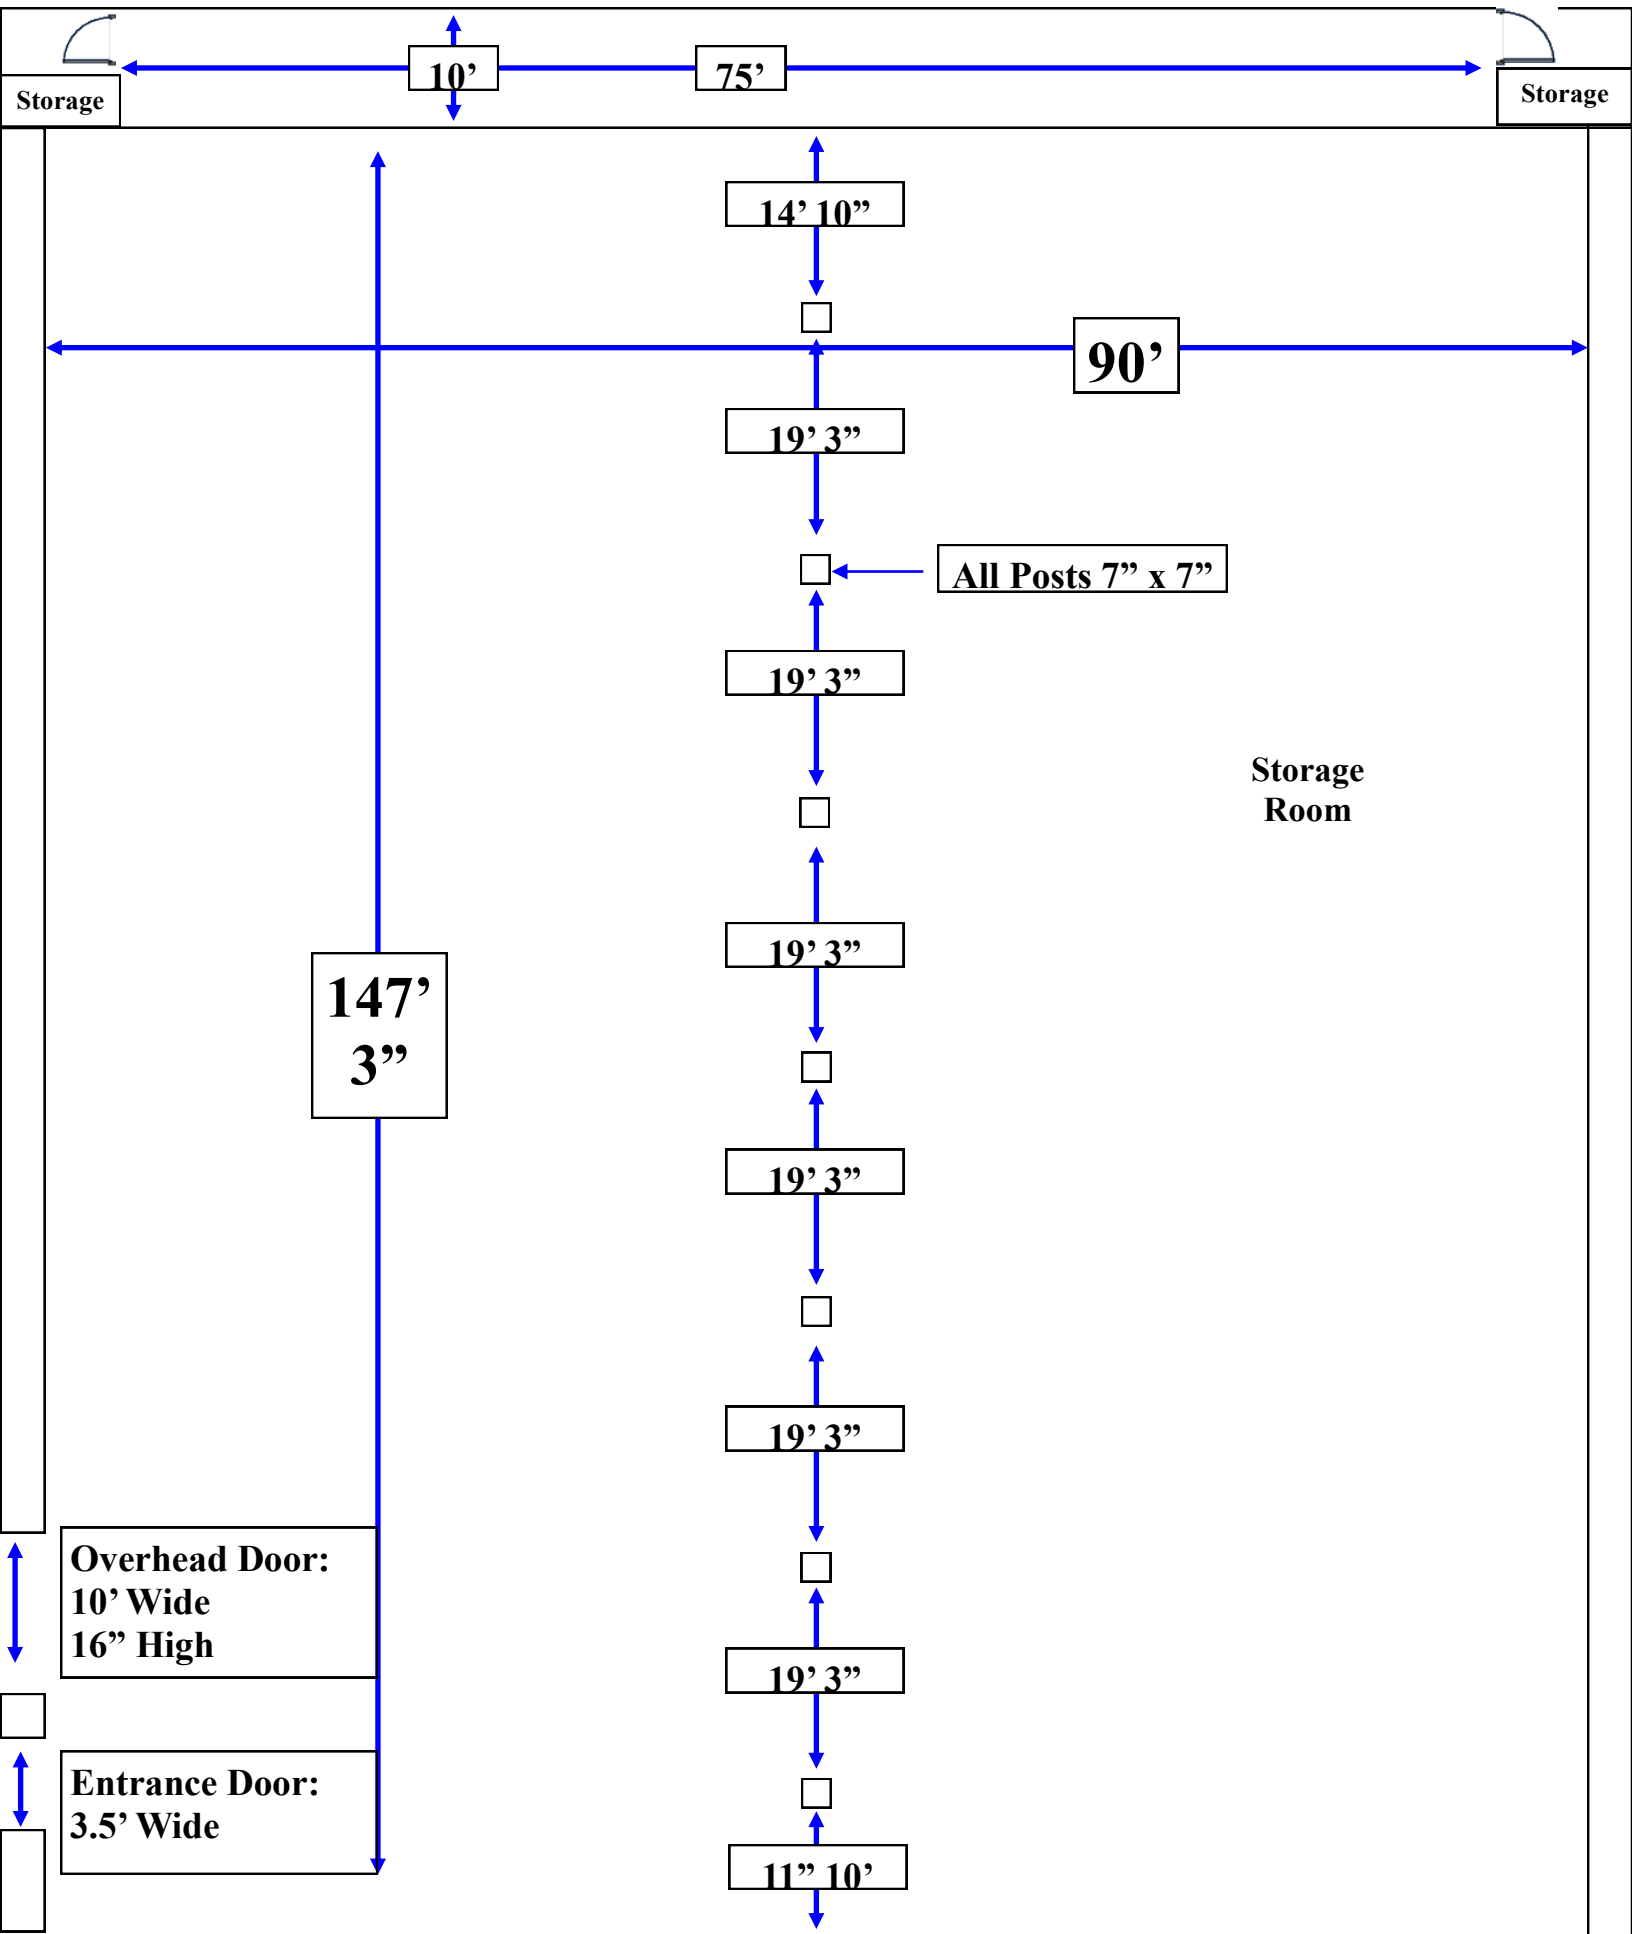 10’
75’
Storage
Storage
14’ 10”
90’
19’ 3”
All Posts 7” x 7”
19’ 3”
Storage
Room
19’ 3”
147’
3”
19’ 3”
19’ 3”
Overhead Door:
10’ Wide
16” High
19’ 3”
Entrance Door:
3.5’ Wide
11” 10’